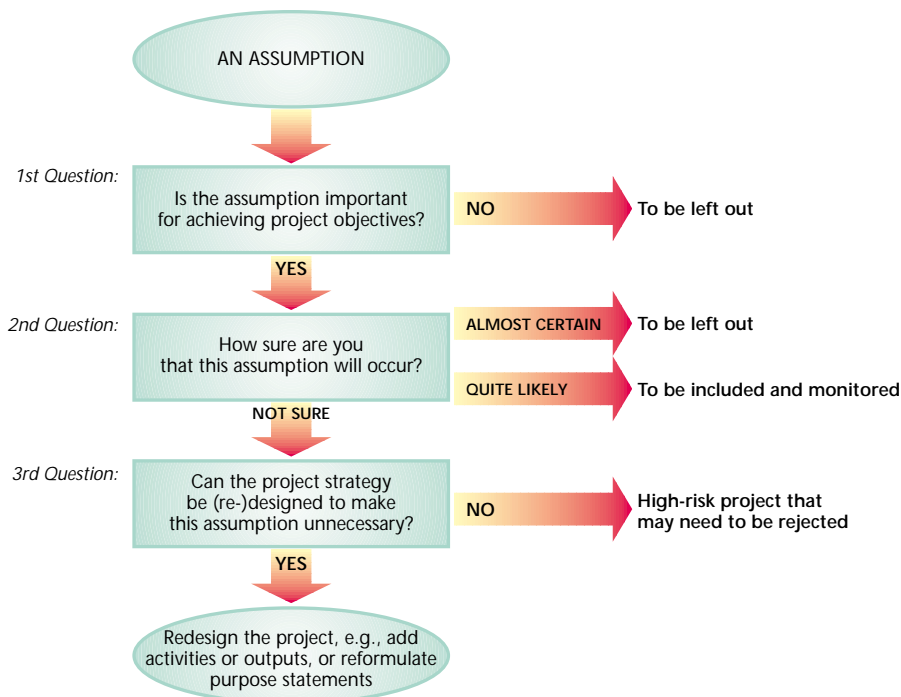 AN ASSUMPTION
1st Question:
Is the assumption important
for achieving project objectives?
NO
To be left out
YES
2nd Question:
How sure are you
that this assumption will occur?
ALMOST CERTAIN
To be left out
QUITE LIKELY
To be included and monitored
NOT SURE
3rd Question:
Can the project strategy
be (re-)designed to make
this assumption unnecessary?
NO
High-risk project that
may need to be rejected
YES
Redesign the project, e.g., add
activities or outputs, or reformulate
purpose statements